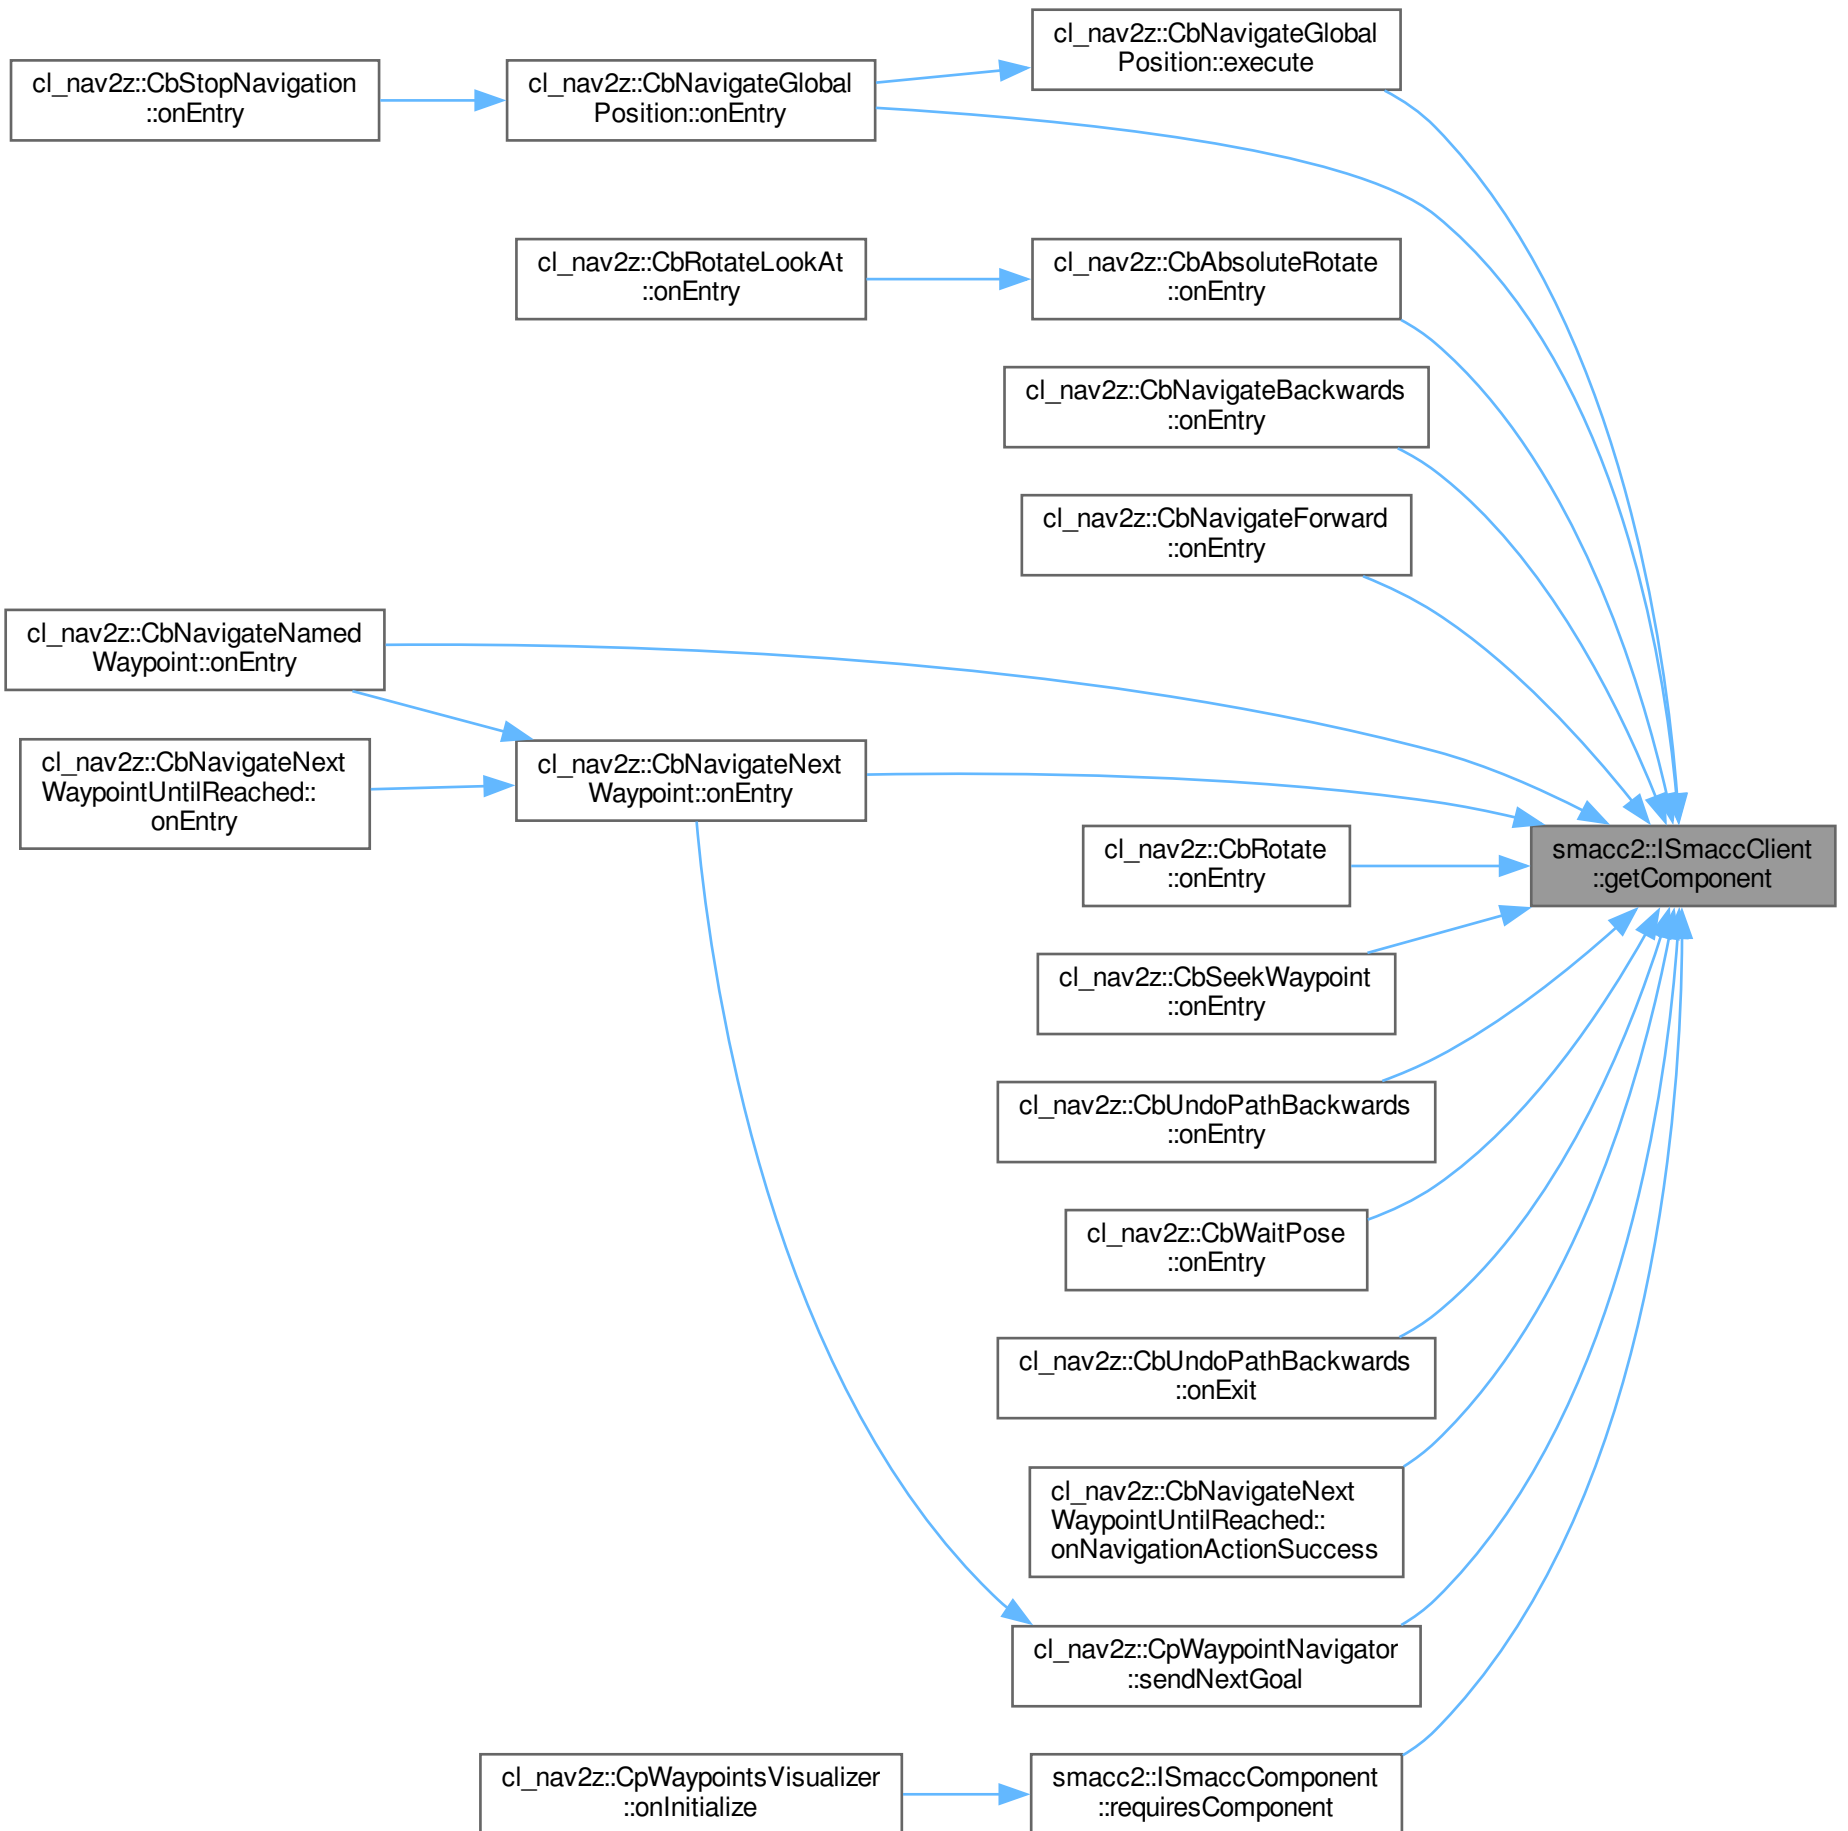 cl_nav2z::CbNavigateGlobal
Position::execute
cl_nav2z::CbStopNavigation
::onEntry
cl_nav2z::CbNavigateGlobal
Position::onEntry
cl_nav2z::CbRotateLookAt
::onEntry
cl_nav2z::CbAbsoluteRotate
::onEntry
cl_nav2z::CbNavigateBackwards
::onEntry
cl_nav2z::CbNavigateForward
::onEntry
cl_nav2z::CbNavigateNamed
Waypoint::onEntry
cl_nav2z::CbNavigateNext
WaypointUntilReached::
onEntry
cl_nav2z::CbNavigateNext
Waypoint::onEntry
cl_nav2z::CbRotate
::onEntry
smacc2::ISmaccClient
::getComponent
cl_nav2z::CbSeekWaypoint
::onEntry
cl_nav2z::CbUndoPathBackwards
::onEntry
cl_nav2z::CbWaitPose
::onEntry
cl_nav2z::CbUndoPathBackwards
::onExit
cl_nav2z::CbNavigateNext
WaypointUntilReached::
onNavigationActionSuccess
cl_nav2z::CpWaypointNavigator
::sendNextGoal
cl_nav2z::CpWaypointsVisualizer
::onInitialize
smacc2::ISmaccComponent
::requiresComponent